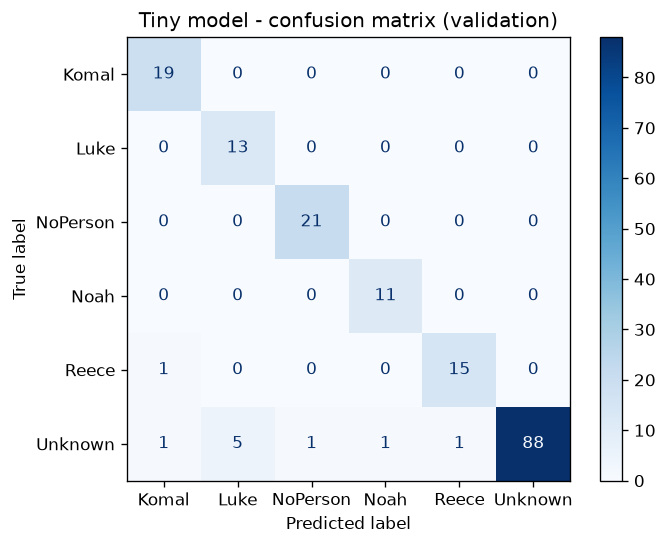 Tiny model - confusion matrix (validation)
Komal 19 0 0 0 0 0
Luke 0 13 0 0 0 0
NoPerson 0 0 21 0 0 0
Noah 0 0 0 11 0 0
Reece 1 0 0 0 15 0
Unknown 1 5 1 1 1 88
Komal Luke NoPerson Noah Reece Unknown
Predicted label
True label
80
70
60
50
40
30
20
10
0